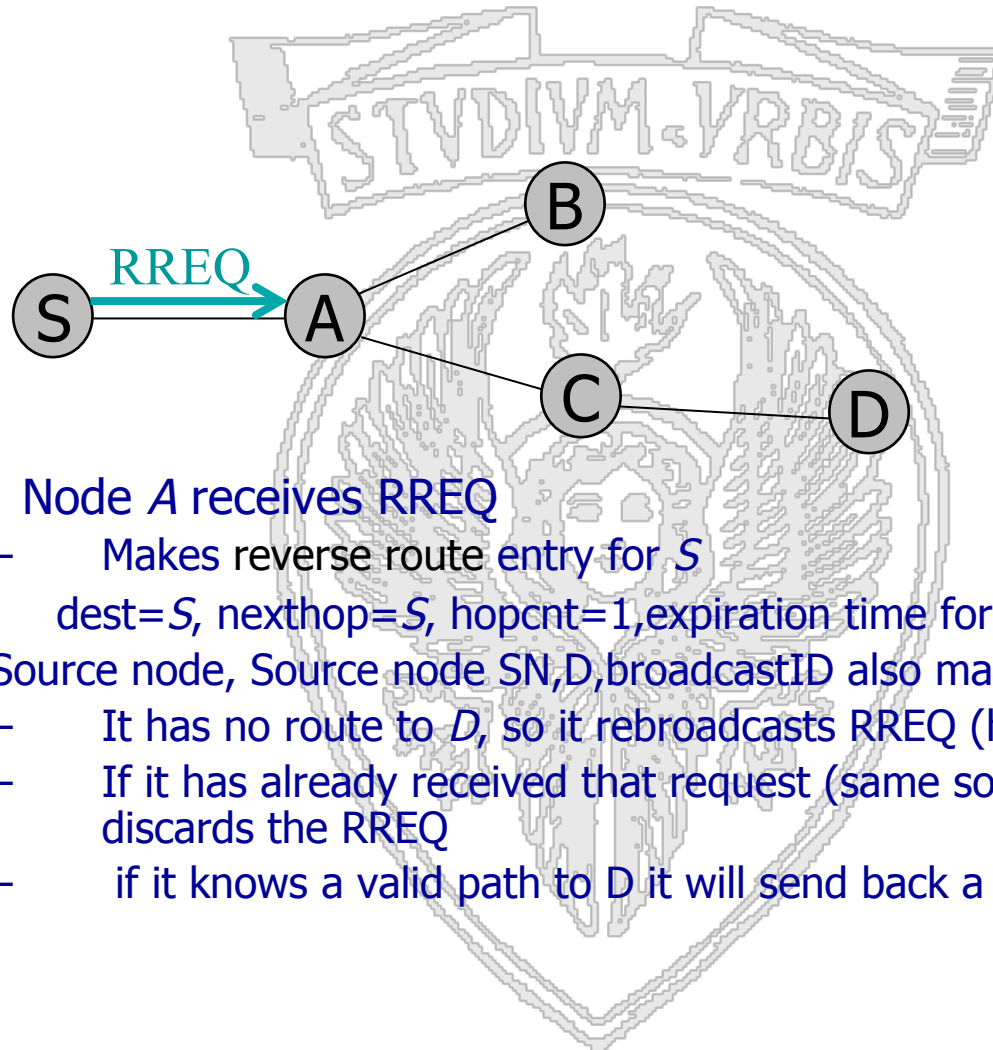 STVDIVM VRBIS
B
RREQ
S
A
C
D
Node A receives RREQ
– Makes reverse route entry for S
dest=S, nexthop=S, hopcnt=1,expiration time for
Source node, Source node SN,D,broadcastID also ma
– It has no route to D, so it rebroadcasts RREQ (h
– If it has already received that request (same so
discards the RREQ
– if it knows a valid path to D it will send back a